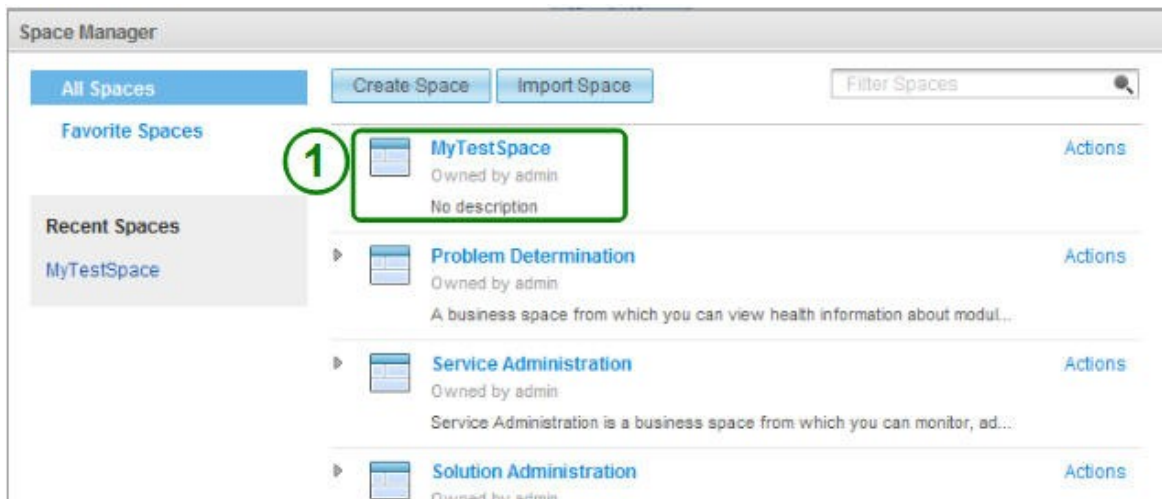 Space Manager
All Spaces
Favorite Spaces
Recent Spaces
MyTestSpace
Create Space
Import Space
Filter Spaces
1
MyTestSpace
Actions
Owned by admin
No description
Problem Determination
Actions
Owned by admin
A business space from which you can view health information about modul...
Service Administration
Actions
Owned by admin
Service Administration is a business space from which you can monitor, ad...
Solution Administration
Actions
Owned by admin